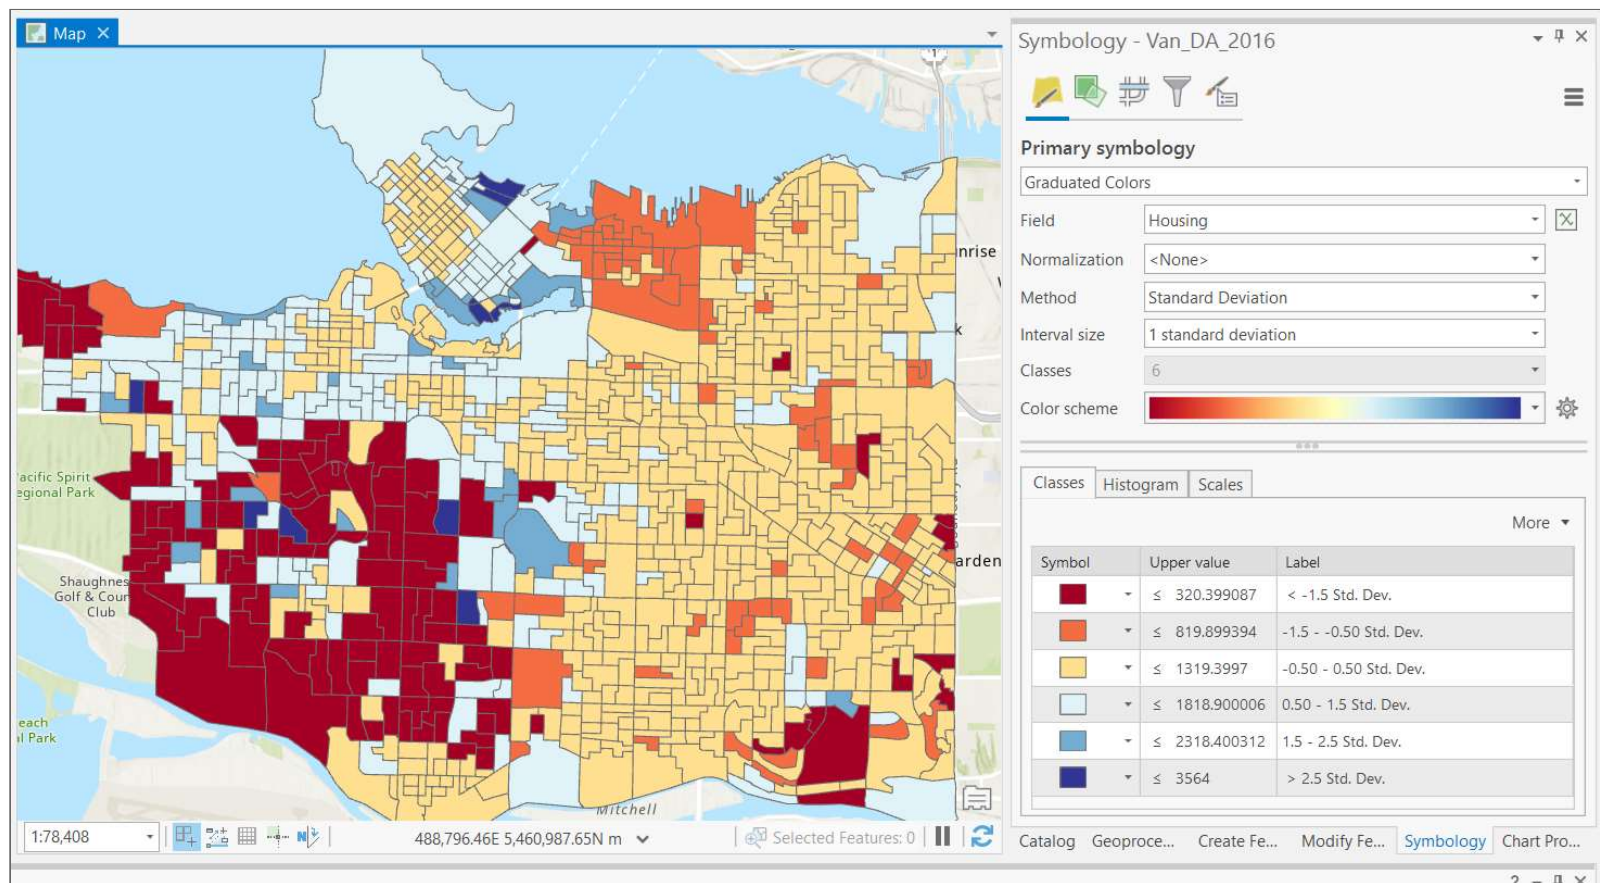 Map
Symbology - Van_DA_2016
1
Primary symbology
Graduated Colors
Field
Housing
Normalization
<None>
Method
Standard Deviation
Interval size
1 standard deviation
Classes
6
Color scheme
Classes
Histogram
Scales
More
Symbol
Upper value
Label
≤ 320.399087
< -1.5 Std. Dev.
≤ 819.899394
-1.5 - -0.50 Std. Dev.
≤ 1319.3997
-0.50 - 0.50 Std. Dev.
≤ 1818.900006
0.50 - 1.5 Std. Dev.
≤ 2318.400312
1.5 - 2.5 Std. Dev.
≤ 3564
> 2.5 Std. Dev.
nrise
k
arden
Pacific Spirit
egional Park
Shaughnes
Golf & Coun
Club
each
al Park
Mitchell
1:78,408
488,796.46E 5,460,987.65N m
Selected Features: 0
Catalog
Geoproce...
Create Fe...
Modify Fe...
Symbology
Chart Pro...